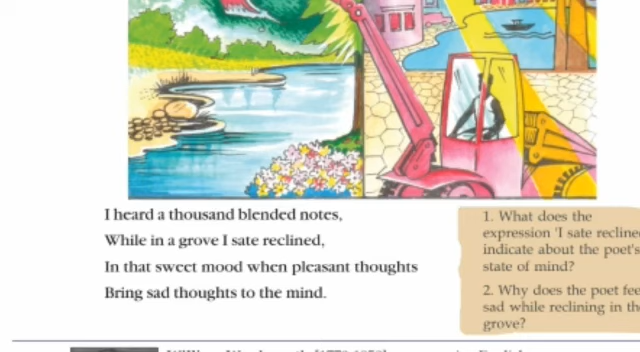 I heard a thousand blended notes,
While in a grove I sate reclined,
In that sweet mood when pleasant thoughts
Bring sad thoughts to the mind.
1. What does the
expression 'I sate
indicate about the poet's
state of mind?
2. Why does the poet
sad while reclining in
grove?